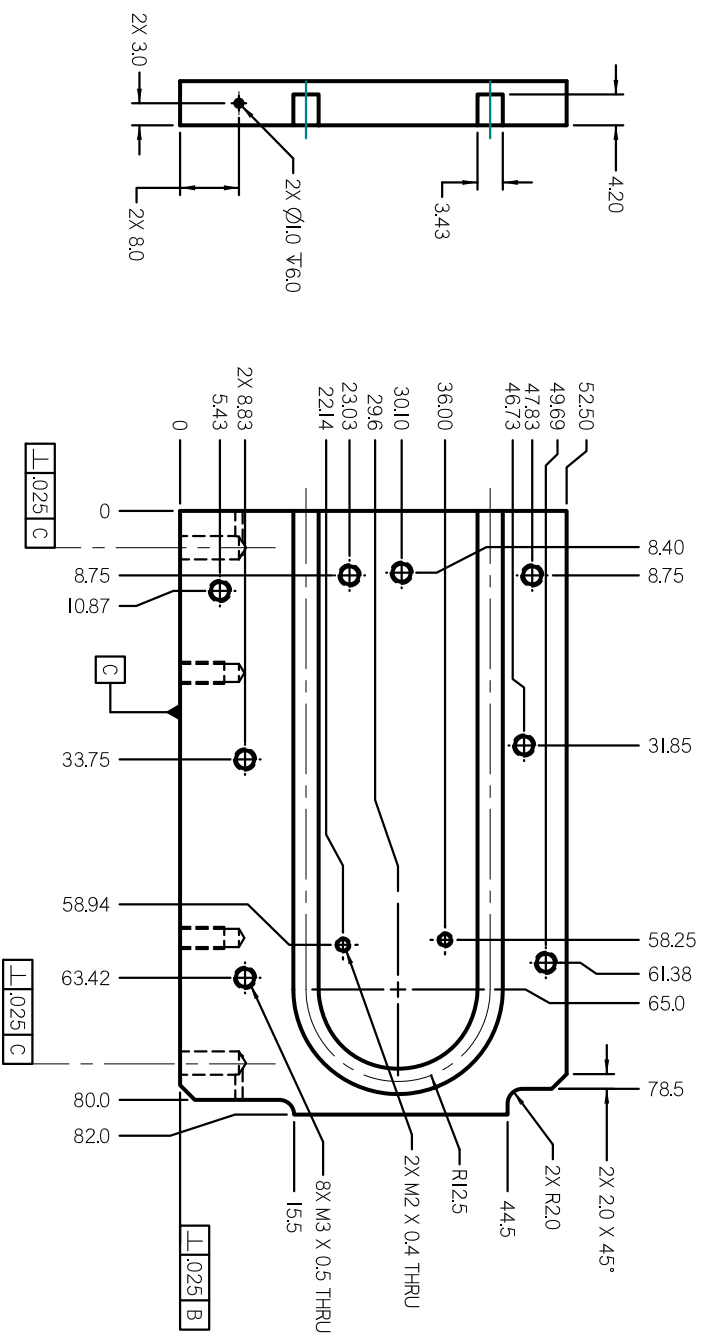 2X 3.0
2X 8.0
2X Ø1.0 ↧6.0
3.43
4.20
52.50
49.69
47.83
46.73
36.00
30.10
29.6
23.03
22.14
2X 8.83
5.43
0
⊥ .025 C
0
8.75
10.87
C
33.75
58.94
63.42
⊥ .025 C
80.0
82.0
8.40
8.75
31.85
58.25
61.38
65.0
78.5
2X 2.0 X 45°
2X R2.0
44.5
R12.5
2X M2 X 0.4 THRU
15.5
8X M3 X 0.5 THRU
⊥ .025 B